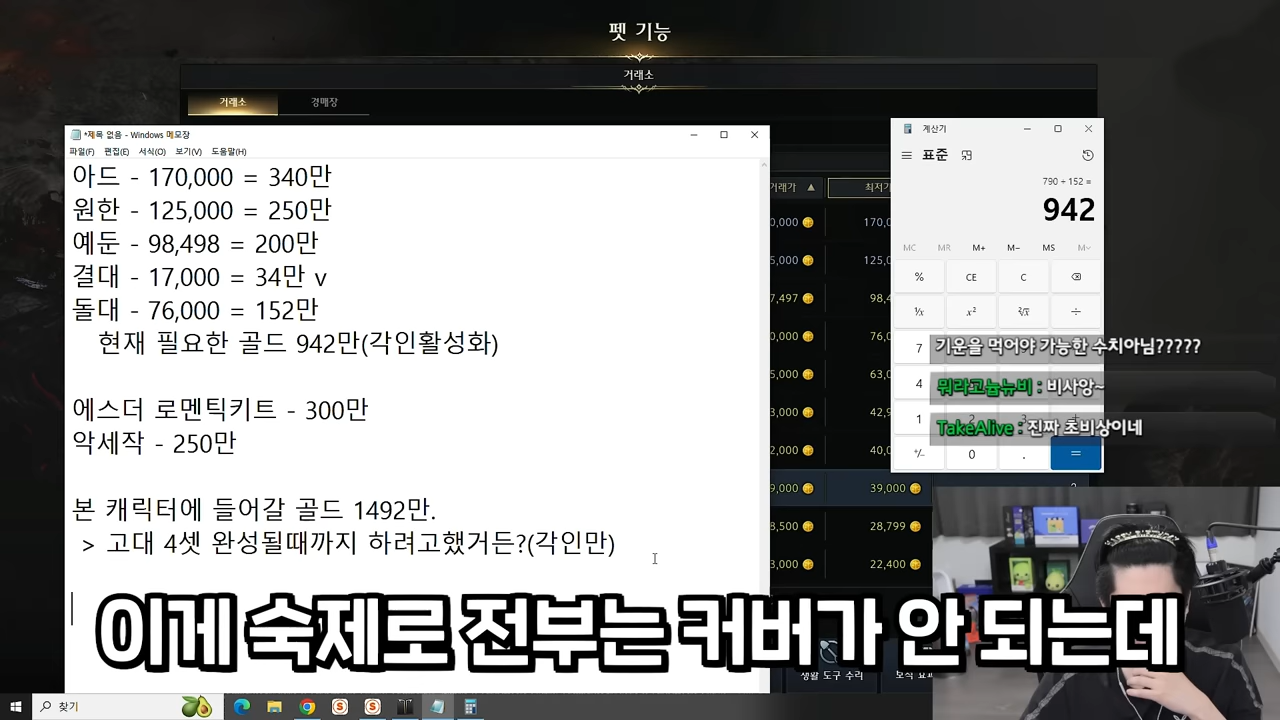 펫 기능
거래소
거래소 경매장
*제목 없음 - Windows 메모장
파일(F) 편집(E) 서식(O) 보기(V) 도움말(H)
아드 - 170,000 = 340만
원한 - 125,000 = 250만
예둔 - 98,498 = 200만
결대 - 17,000 = 34만 v
돌대 - 76,000 = 152만
현재 필요한 골드 942만(각인활성화)
에스더 로멘틱키트 - 300만
악세작 - 250만
본 캐릭터에 들어갈 골드 1492만.
> 고대 4셋 완성될때까지 하려고했거든?(각인만)
거래가 ▲
39,000
28,799
22,400
생활 도구 수리
계산기
표준
790 + 152 =
942
MC MR M+ M− MS M˅
% CE C
¹/x x² ²√x ÷
7
4
1
+/− 0 . =
기운을 먹어야 가능한 수치아님?????
뭐라고늅뉴비 : 비사앙~
TakeAlive : 진짜 초비상이네
이게 숙제로 전부는 커버가 안 되는데
찾기